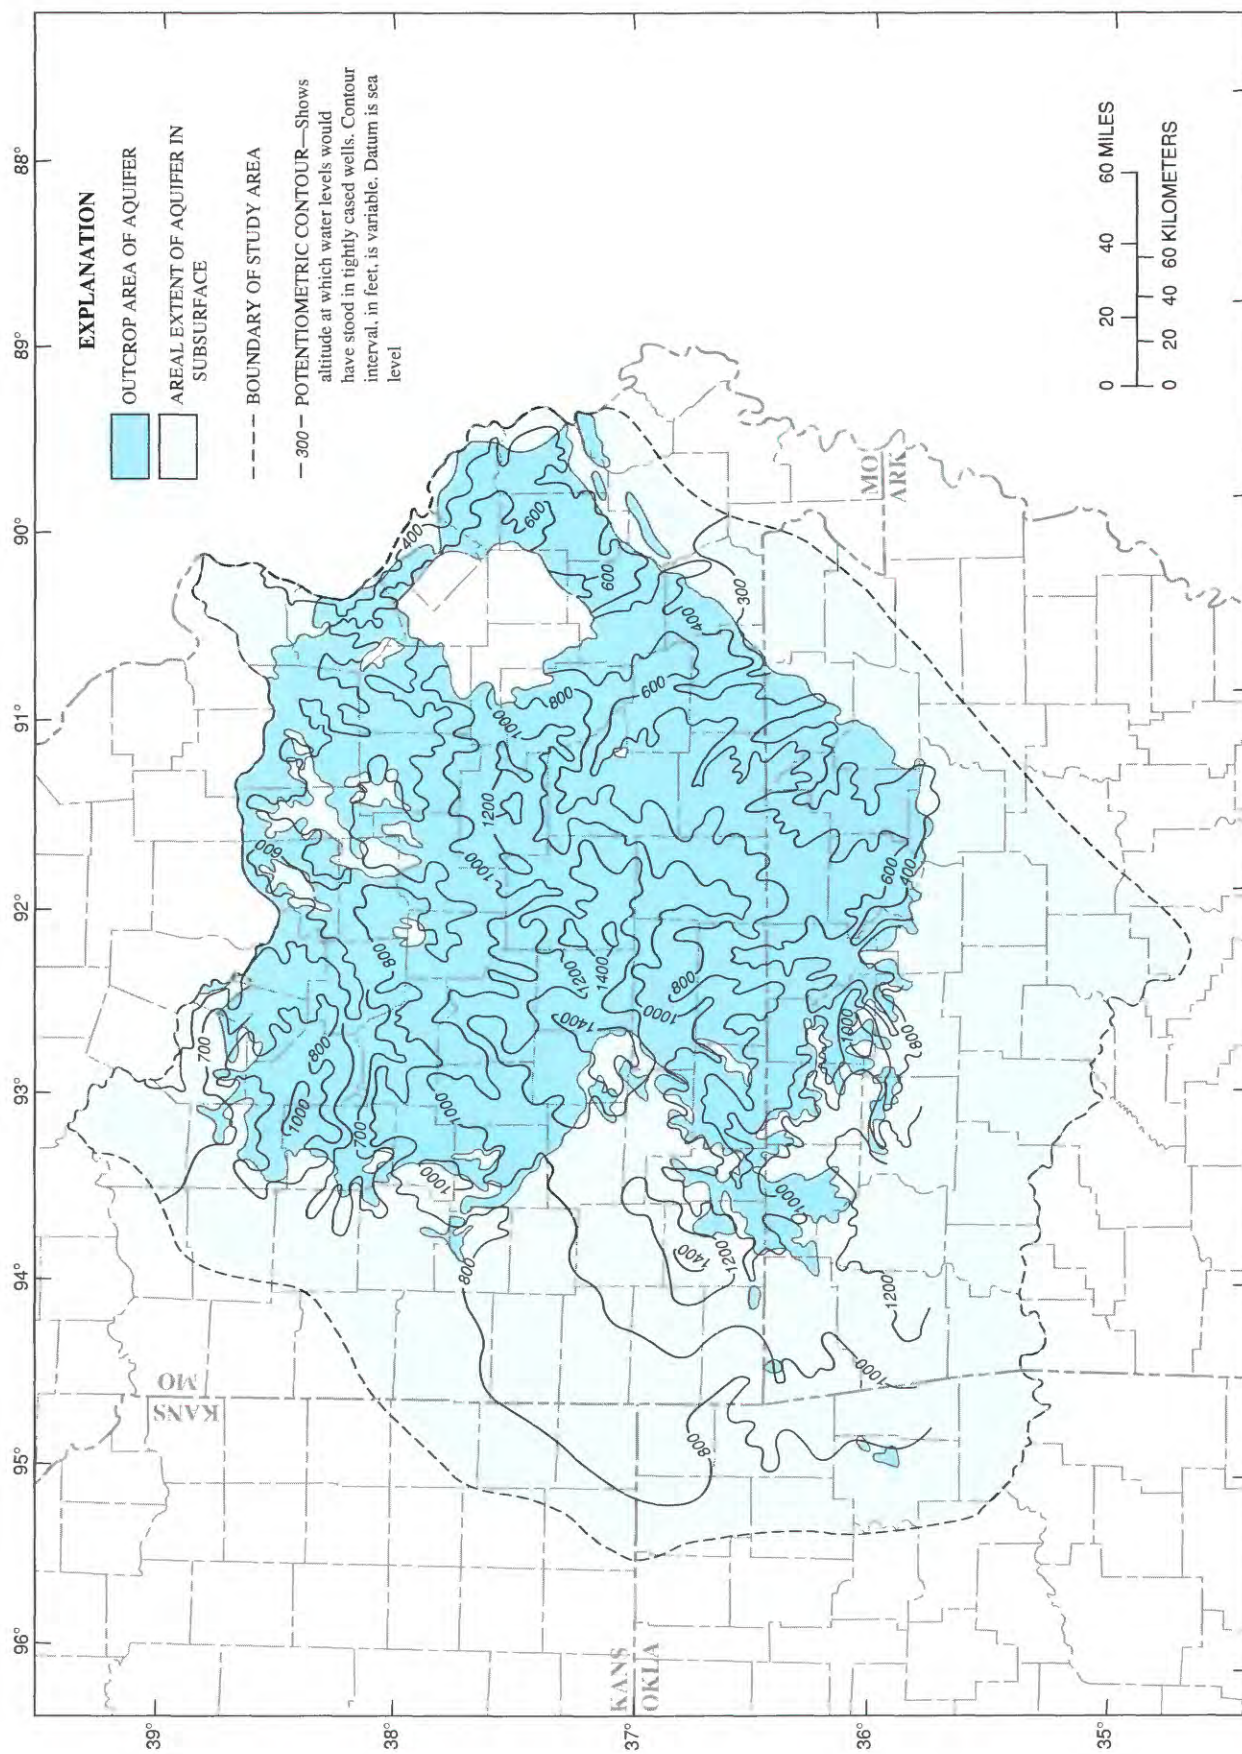 96°
95°
94°
93°
92°
91°
90°
89°
88°
39°
38°
37°
36°
35°
EXPLANATION
OUTCROP AREA OF AQUIFER
AREAL EXTENT OF AQUIFER IN
SUBSURFACE
BOUNDARY OF STUDY AREA
—300— POTENTIOMETRIC CONTOUR—Shows
altitude at which water levels would
have stood in tightly cased wells. Contour
interval, in feet, is variable. Datum is sea
level
0 20 40 60 MILES
0 20 40 60 KILOMETERS
KANS
MO
KANS
OKLA
MO
ARK
700
800
1000
700
1000
1000
800
600
800
1000
1200
1000
800
600
400
600
600
400
300
1200
1400
1400
1000
800
1400
1200
1000
1000
800
600
400
1200
1000
800